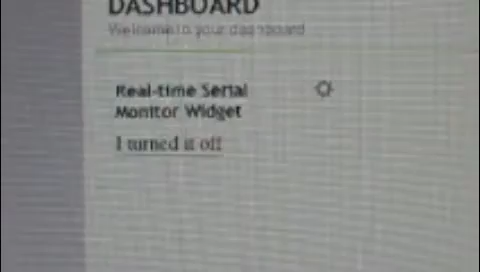 DASHBOARD
Welcome to your dashboard
Real-time Serial
Monitor Widget
I turned it off